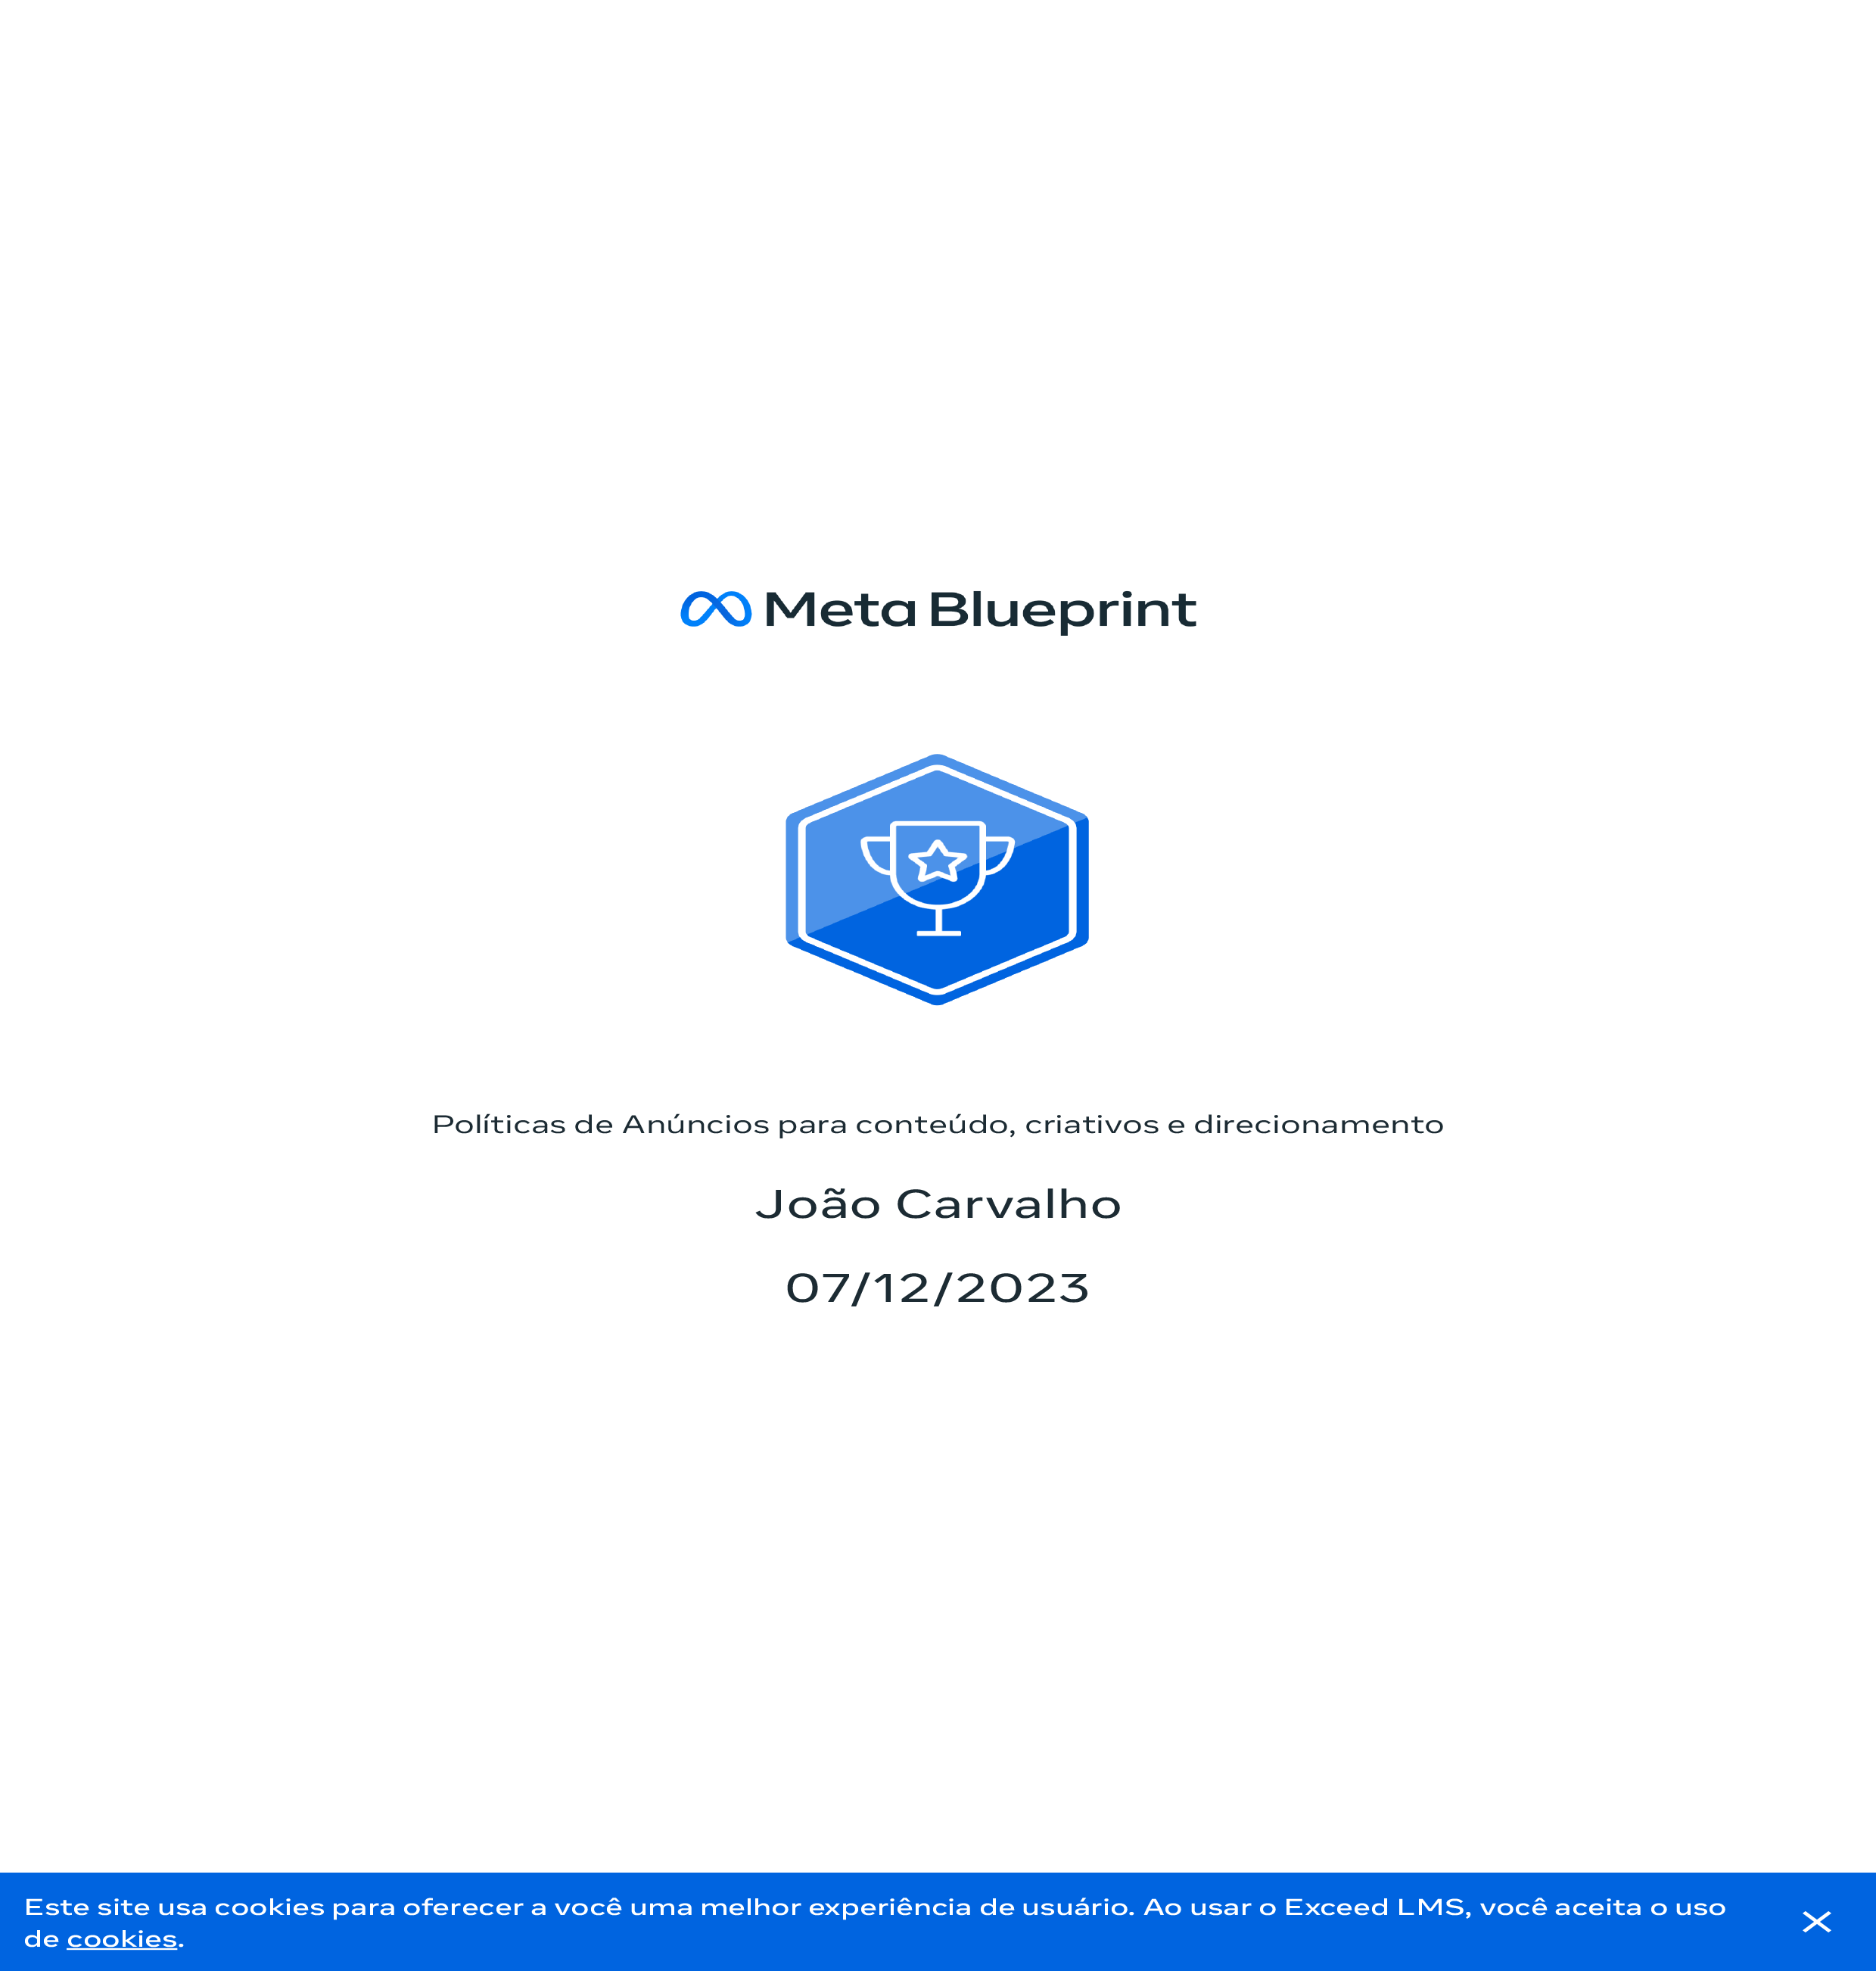 Meta Blueprint
Políticas de Anúncios para conteúdo, criativos e direcionamento
João Carvalho
07/12/2023
Este site usa cookies para oferecer a você uma melhor experiência de usuário. Ao usar o Exceed LMS, você aceita o uso
de cookies.